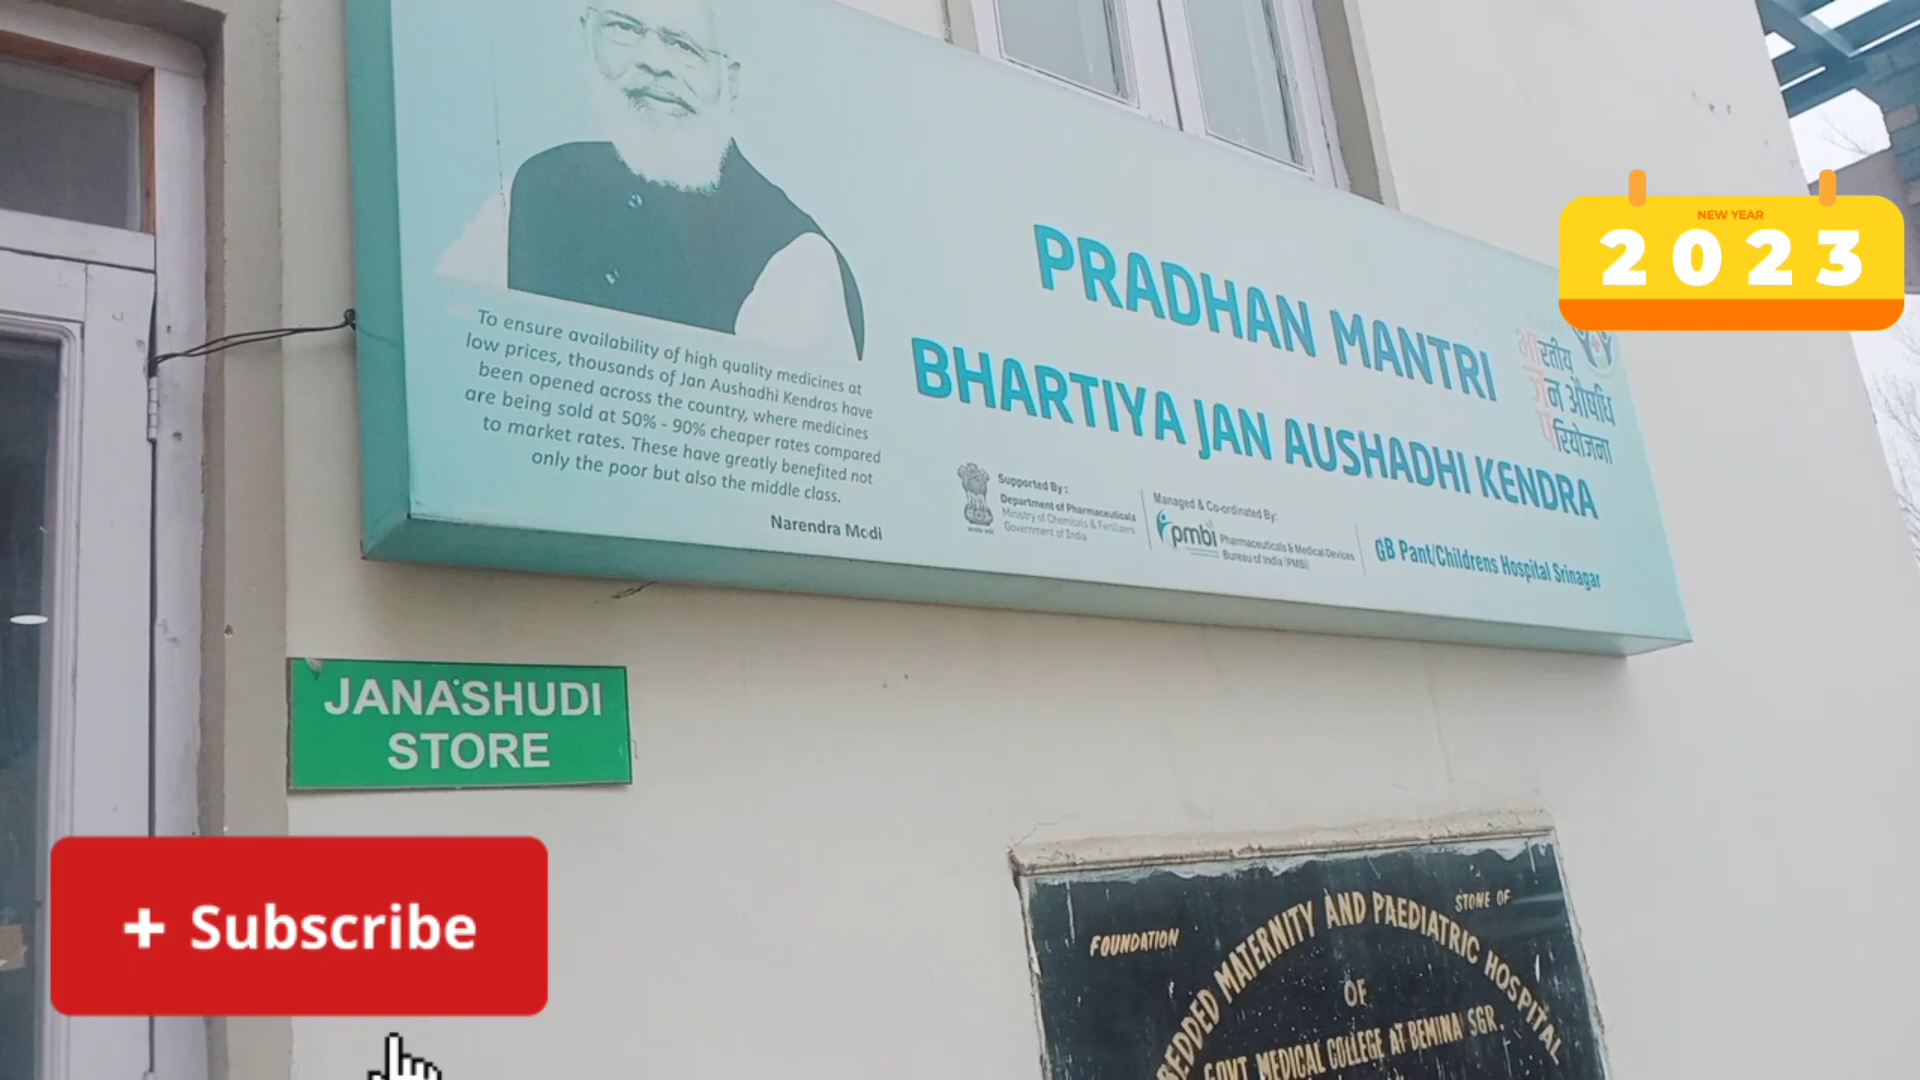 To ensure availability of high quality medicines at
low prices, thousands of Jan Aushadhi Kendras have
been opened across the country, where medicines
are being sold at 50% - 90% cheaper rates compared
to market rates. These have greatly benefited not
only the poor but also the middle class.
Narendra Modi
PRADHAN MANTRI
BHARTIYA JAN AUSHADHI KENDRA
भारतीय
जन औषधि
परियोजना
Supported By :
Department of Pharmaceuticals
Ministry of Chemicals & Fertilizers
Government of India
Managed & Co-ordinated By:
pmbi
Pharmaceuticals & Medical Devices
Bureau of India (PMBI)
GB Pant/Childrens Hospital Srinagar
NEW YEAR
2023
JANASHUDI
STORE
+ Subscribe
FOUNDATION STONE OF
BEDDED MATERNITY AND PAEDIATRIC HOSPITAL
OF
GOVT. MEDICAL COLLEGE AT BEMINA SGR.